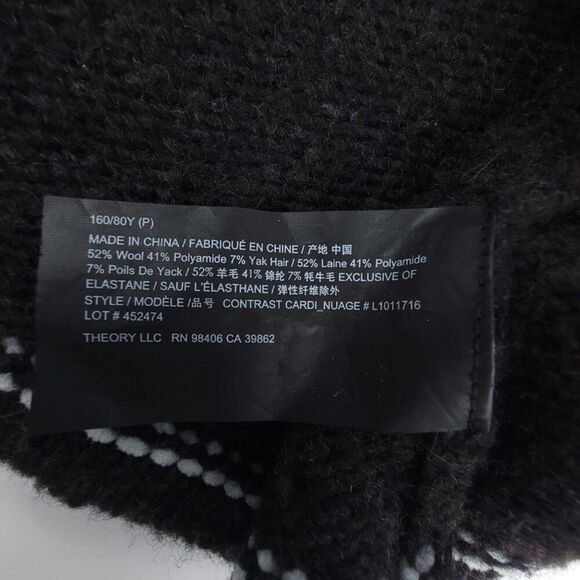 160/80Y (P)
MADE IN CHINA / FABRIQUÉ EN CHINE / 产地 中国
52% Wool 41% Polyamide 7% Yak Hair / 52% Laine 41% Polyamide
7% Poils De Yack / 52% 羊毛 41% 锦纶 7% 牦牛毛 EXCLUSIVE OF
ELASTANE / SAUF L'ÉLASTHANE / 弹性纤维除外
STYLE / MODÈLE / 品号 CONTRAST CARDI_NUAGE # L1011716
LOT # 452474
THEORY LLC RN 98406 CA 39862